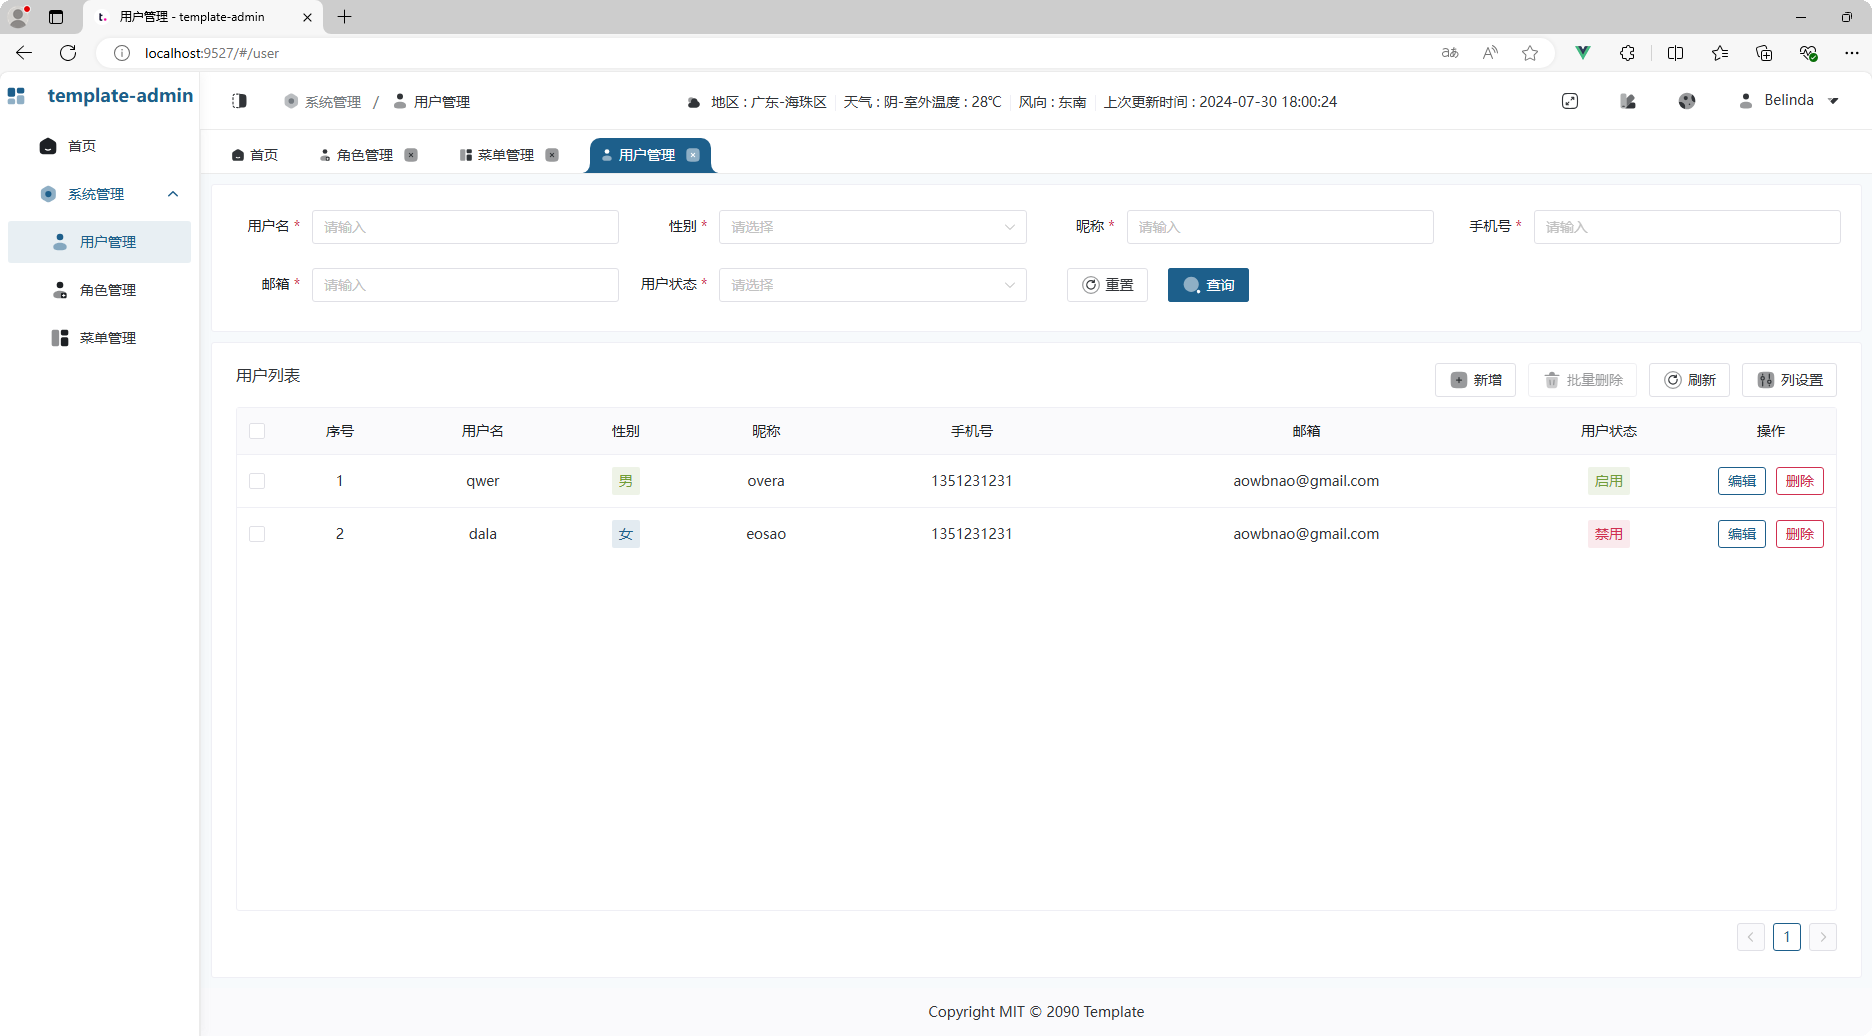 用户管理 - template-admin
localhost:9527/#/user
template-admin
系统管理 / 用户管理
地区 : 广东-海珠区 天气 : 阴-室外温度 : 28℃ 风向 : 东南 上次更新时间 : 2024-07-30 18:00:24
Belinda
首页
系统管理
用户管理
角色管理
菜单管理
首页 角色管理 菜单管理 用户管理
用户名 * 请输入 性别 * 请选择 昵称 * 请输入 手机号 * 请输入
邮箱 * 请输入 用户状态 * 请选择 重置 查询
用户列表
新增 批量删除 刷新 列设置
序号 用户名 性别 昵称 手机号 邮箱 用户状态 操作
1 qwer 男 overa 1351231231 aowbnao@gmail.com 启用 编辑 删除
2 dala 女 eosao 1351231231 aowbnao@gmail.com 禁用 编辑 删除
1
Copyright MIT © 2090 Template